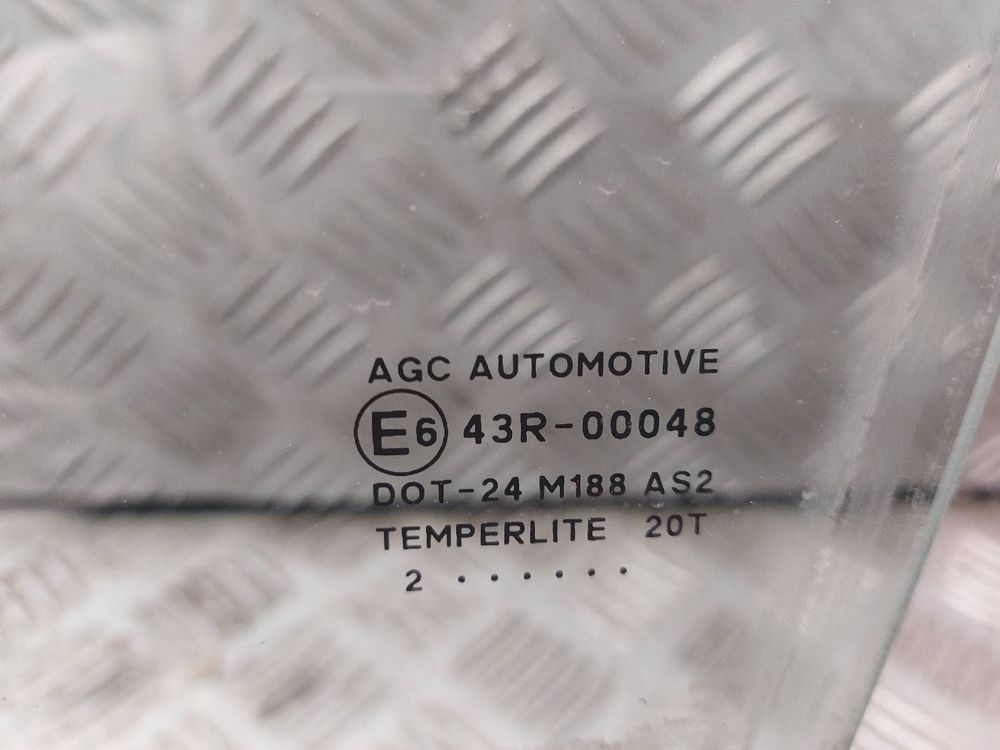 AGC AUTOMOTIVE
E6 43R-00048
DOT-24 M188 AS2
TEMPERLITE 20T
2 · · · · · ·